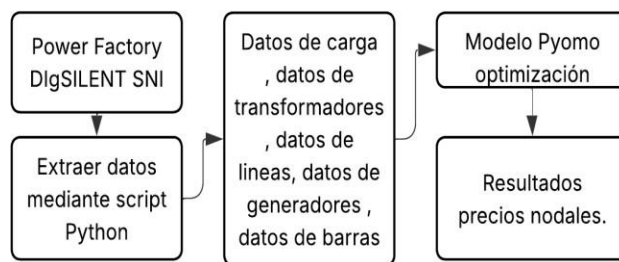 Power Factory
DIgSILENT SNI
Extraer datos
mediante script
Python
Datos de carga
, datos de
transformadores
, datos de
lineas, datos de
generadores ,
datos de barras
Modelo Pyomo
optimización
Resultados
precios nodales.